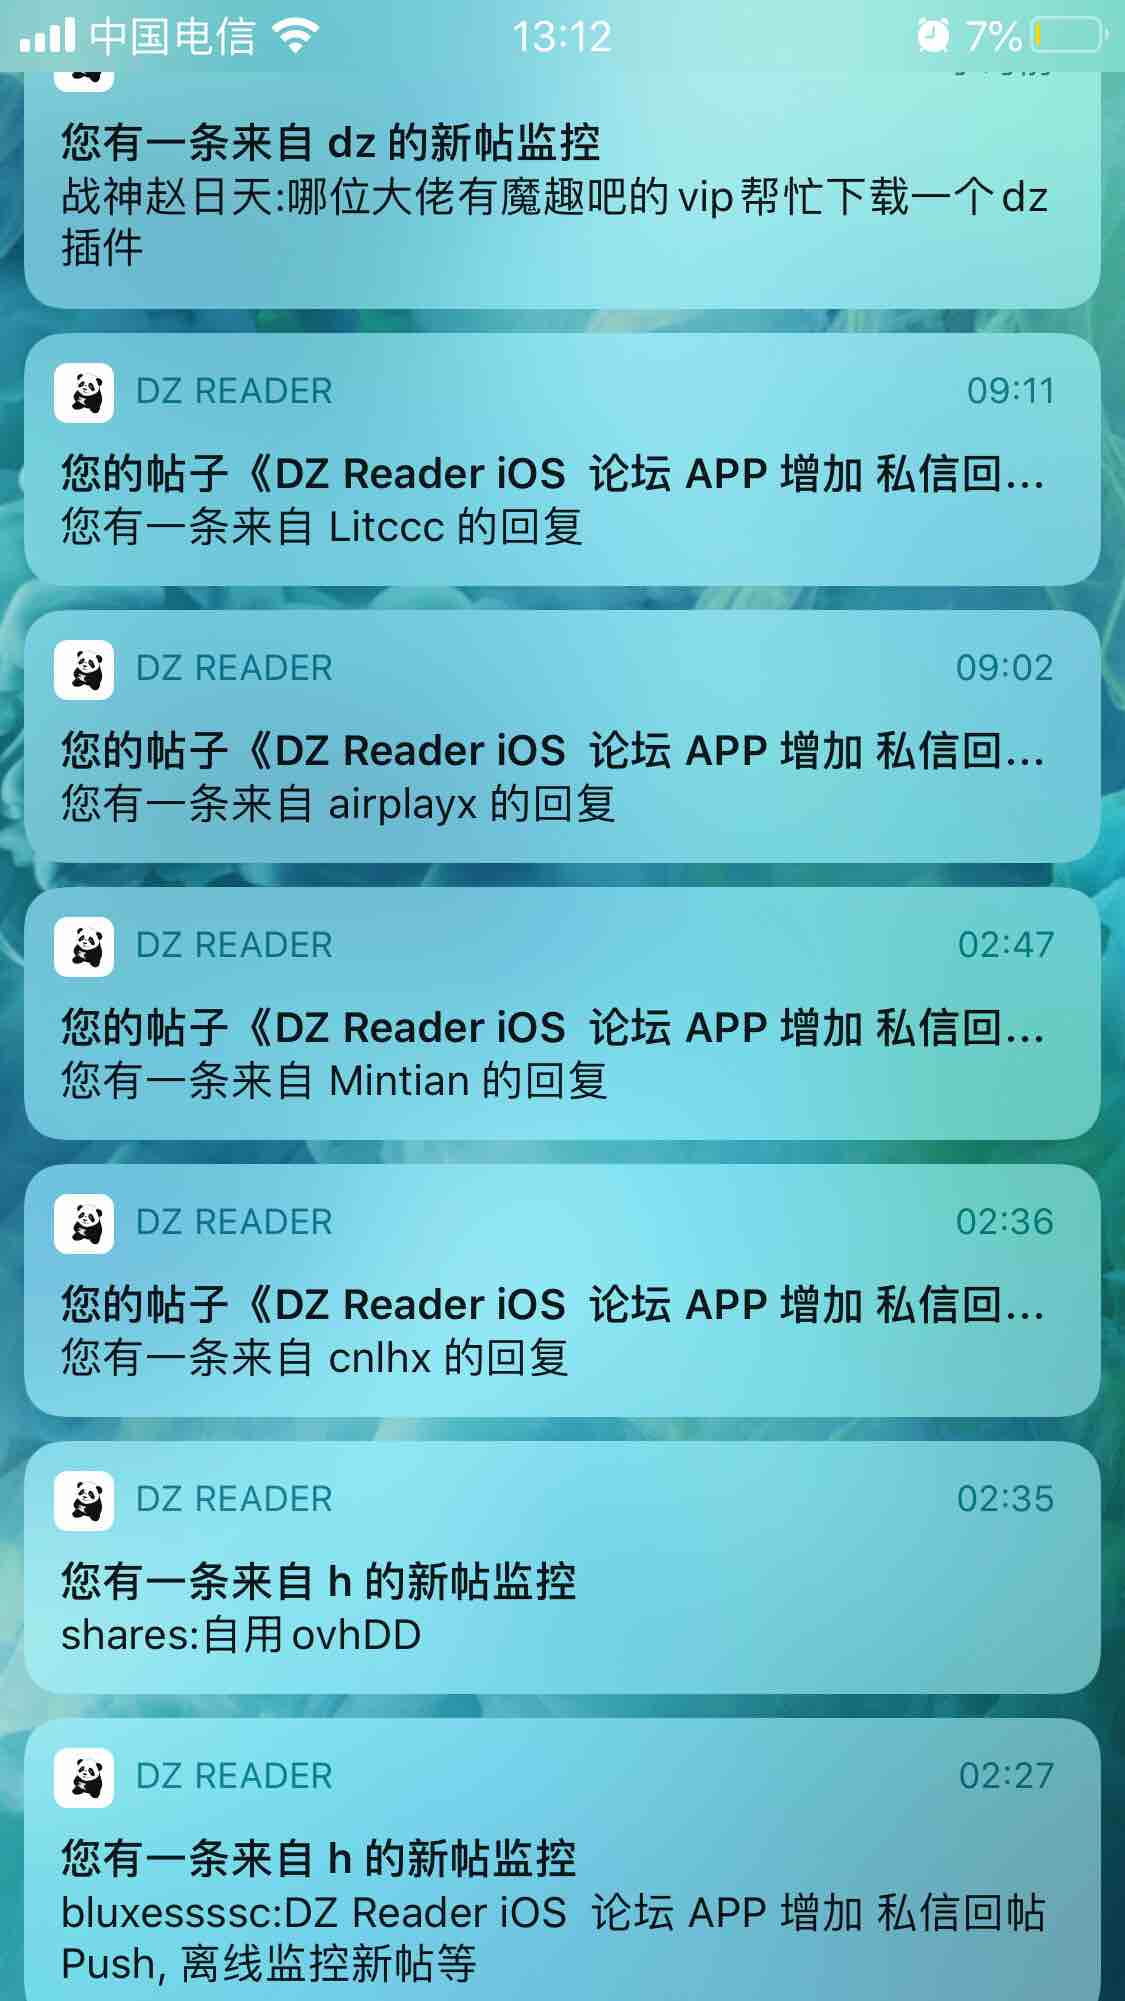 中国电信 13:12 7%
您有一条来自 dz 的新帖监控
战神赵日天:哪位大佬有魔趣吧的vip帮忙下载一个dz
插件
DZ READER 09:11
您的帖子《DZ Reader iOS  论坛 APP 增加 私信回...
您有一条来自 Litccc 的回复
DZ READER 09:02
您的帖子《DZ Reader iOS  论坛 APP 增加 私信回...
您有一条来自 airplayx 的回复
DZ READER 02:47
您的帖子《DZ Reader iOS  论坛 APP 增加 私信回...
您有一条来自 Mintian 的回复
DZ READER 02:36
您的帖子《DZ Reader iOS  论坛 APP 增加 私信回...
您有一条来自 cnlhx 的回复
DZ READER 02:35
您有一条来自 h 的新帖监控
shares:自用ovhDD
DZ READER 02:27
您有一条来自 h 的新帖监控
bluxessssc:DZ Reader iOS  论坛 APP 增加 私信回帖
Push, 离线监控新帖等